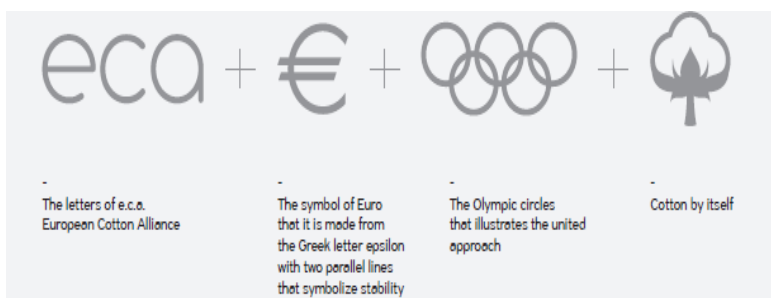 eca + € + +
-
The letters of e.c.a.
European Cotton Alliance
-
The symbol of Euro
that it is made from
the Greek letter epsilon
with two parallel lines
that symbolize stability
-
The Olympic circles
that illustrates the united
approach
-
Cotton by itself